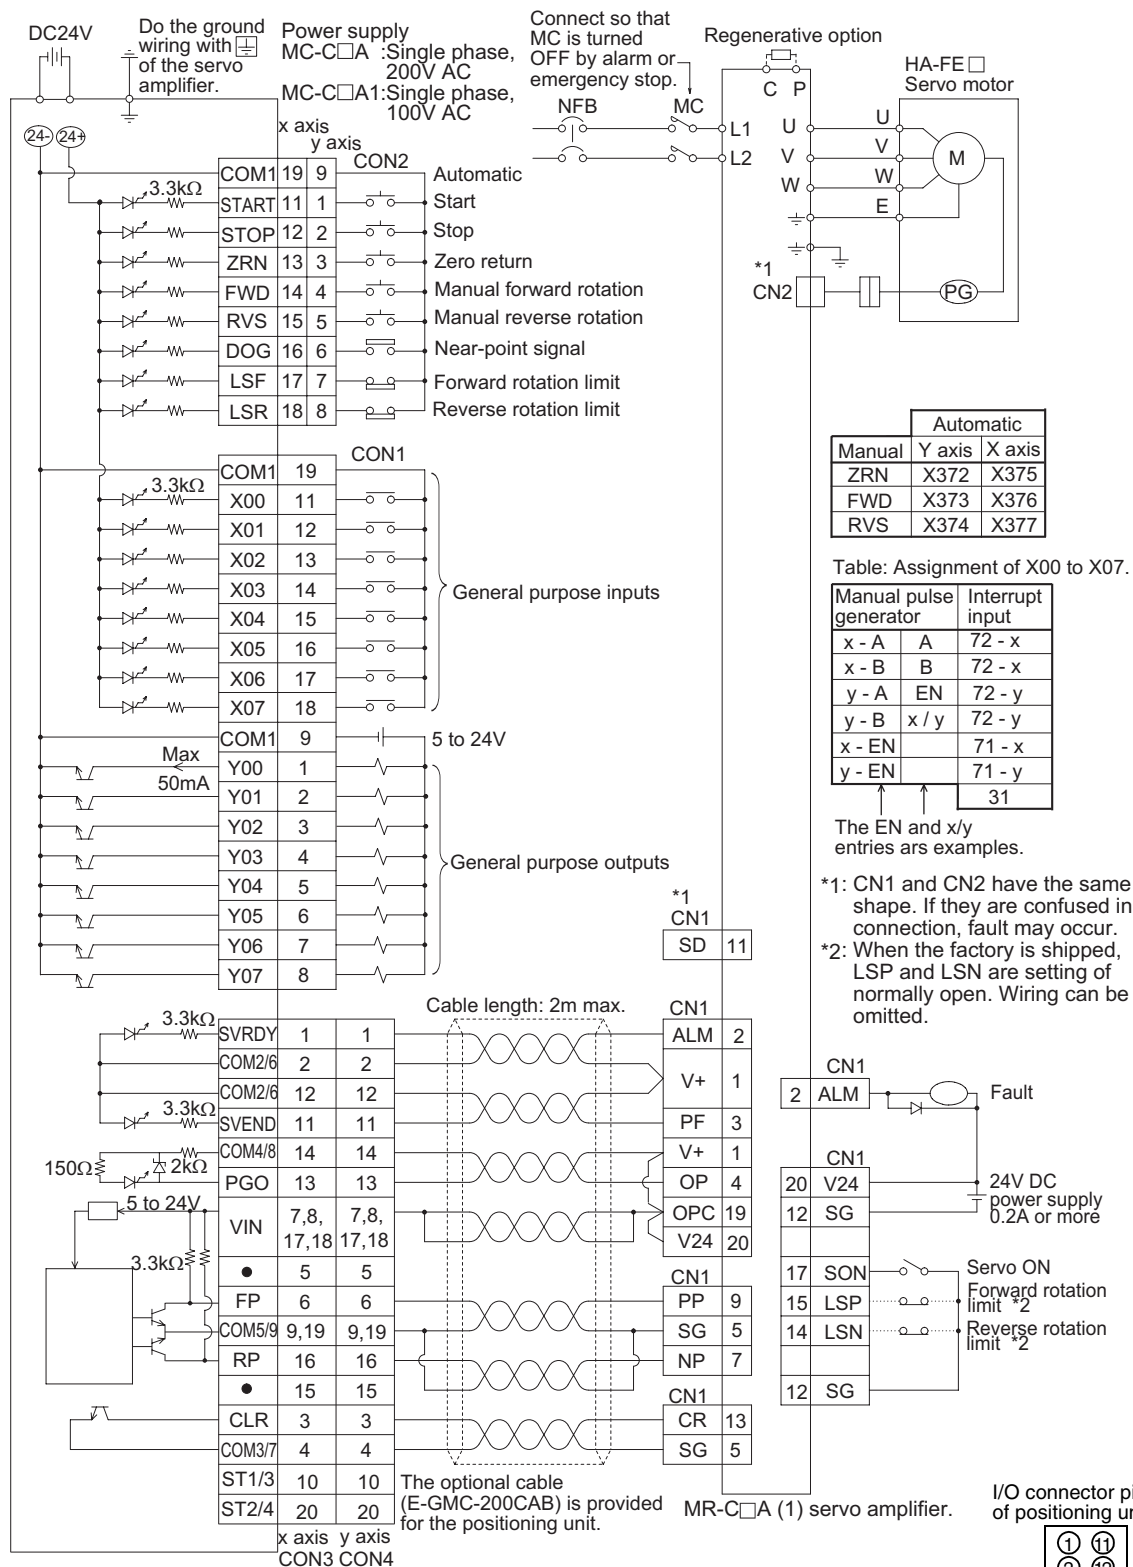 DC24V
Do the ground
wiring with
of the servo
amplifier.
Power supply
MC-C□A :Single phase,
200V AC
MC-C□A1:Single phase,
100V AC
Connect so that
MC is turned
OFF by alarm or
emergency stop.
NFB
MC
Regenerative option
C P
HA-FE □
Servo motor
L1
L2
U U
V V
W W
E
M
*1
CN2
PG
24- 24+
x axis
y axis
CON2
COM1 19 9 Automatic
3.3kΩ
START 11 1 Start
STOP 12 2 Stop
ZRN 13 3 Zero return
FWD 14 4 Manual forward rotation
RVS 15 5 Manual reverse rotation
DOG 16 6 Near-point signal
LSF 17 7 Forward rotation limit
LSR 18 8 Reverse rotation limit
CON1
COM1 19
3.3kΩ
X00 11
X01 12
X02 13
X03 14
X04 15
X05 16
X06 17
X07 18
General purpose inputs
COM1 9 5 to 24V
Max
50mA
Y00 1
Y01 2
Y02 3
Y03 4
Y04 5
Y05 6
Y06 7
Y07 8
General purpose outputs
Automatic
Manual Y axis X axis
ZRN X372 X375
FWD X373 X376
RVS X374 X377
Table: Assignment of X00 to X07.
Manual pulse
generator
Interrupt
input
x - A A 72 - x
x - B B 72 - x
y - A EN 72 - y
y - B x / y 72 - y
x - EN 71 - x
y - EN 71 - y
31
The EN and x/y
entries ars examples.
*1: CN1 and CN2 have the same
shape. If they are confused in
connection, fault may occur.
*2: When the factory is shipped,
LSP and LSN are setting of
normally open. Wiring can be
omitted.
*1
CN1
SD 11
Cable length: 2m max.
3.3kΩ
SVRDY 1 1
COM2/6 2 2
COM2/6 12 12
3.3kΩ
SVEND 11 11
COM4/8 14 14
150Ω 2kΩ
PGO 13 13
5 to 24V
VIN 7,8, 7,8,
17,18 17,18
3.3kΩ
● 5 5
FP 6 6
COM5/9 9,19 9,19
RP 16 16
● 15 15
CLR 3 3
COM3/7 4 4
ST1/3 10 10
ST2/4 20 20
x axis y axis
CON3 CON4
CN1
ALM 2
V+ 1
PF 3
V+ 1
OP 4
OPC 19
V24 20
CN1
PP 9
SG 5
NP 7
CN1
CR 13
SG 5
The optional cable
(E-GMC-200CAB) is provided
for the positioning unit.
MR-C□A (1) servo amplifier.
CN1
2 ALM Fault
CN1
20 V24
12 SG
24V DC
power supply
0.2A or more
17 SON Servo ON
15 LSP Forward rotation
limit *2
14 LSN Reverse rotation
limit *2
12 SG
I/O connector pi
of positioning u
① ⑪